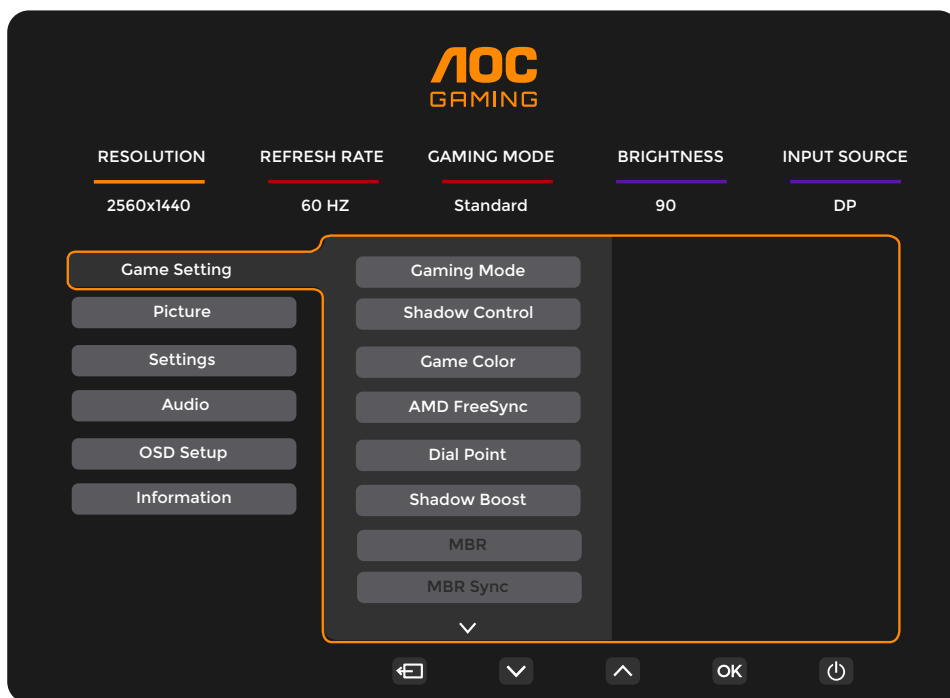 AOC
GAMING
RESOLUTION REFRESH RATE GAMING MODE BRIGHTNESS INPUT SOURCE
2560x1440 60 HZ Standard 90 DP
Game Setting Gaming Mode
Picture Shadow Control
Settings Game Color
Audio AMD FreeSync
OSD Setup Dial Point
Information Shadow Boost
MBR
MBR Sync
OK